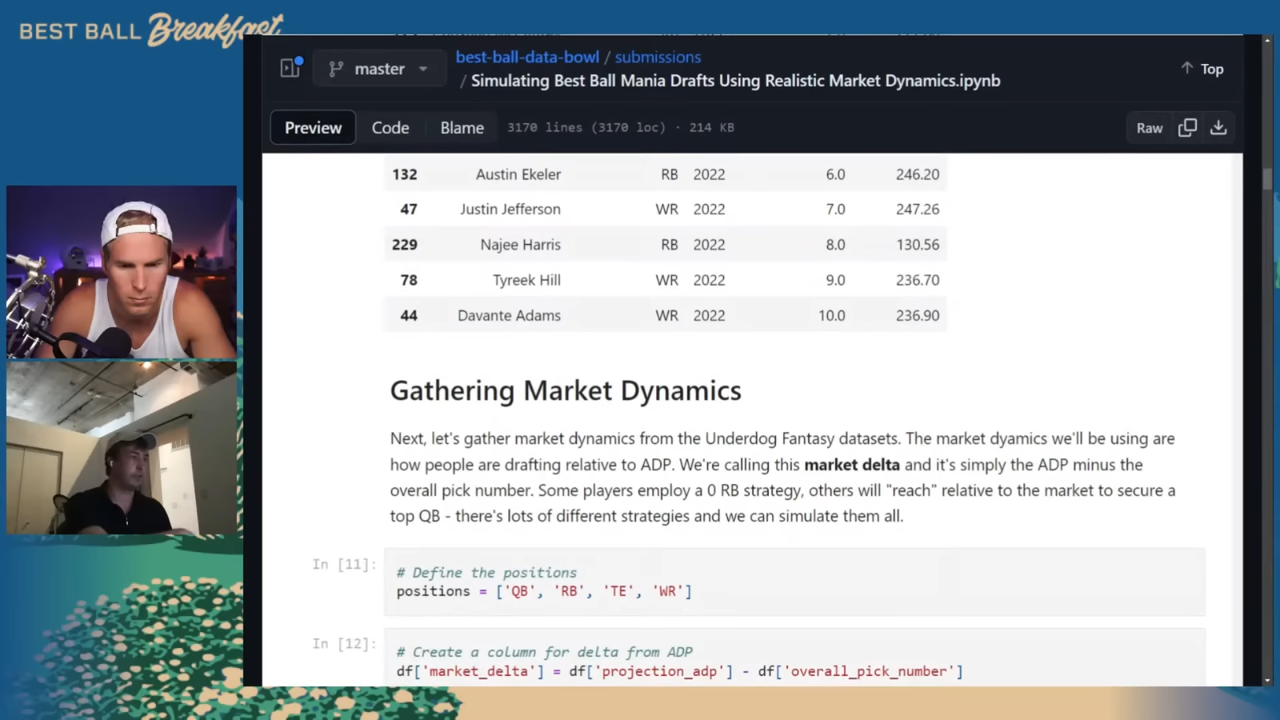 BEST BALL Breakfast
best-ball-data-bowl / submissions
master
/ Simulating Best Ball Mania Drafts Using Realistic Market Dynamics.ipynb
Top
Preview Code Blame 3170 lines (3170 loc) · 214 KB Raw
132 Austin Ekeler RB 2022 6.0 246.20
47 Justin Jefferson WR 2022 7.0 247.26
229 Najee Harris RB 2022 8.0 130.56
78 Tyreek Hill WR 2022 9.0 236.70
44 Davante Adams WR 2022 10.0 236.90
Gathering Market Dynamics
Next, let's gather market dynamics from the Underdog Fantasy datasets. The market dyamics we'll be using are
how people are drafting relative to ADP. We're calling this market delta and it's simply the ADP minus the
overall pick number. Some players employ a 0 RB strategy, others will "reach" relative to the market to secure a
top QB - there's lots of different strategies and we can simulate them all.
In [11]: # Define the positions
positions = ['QB', 'RB', 'TE', 'WR']
In [12]: # Create a column for delta from ADP
df['market_delta'] = df['projection_adp'] - df['overall_pick_number']